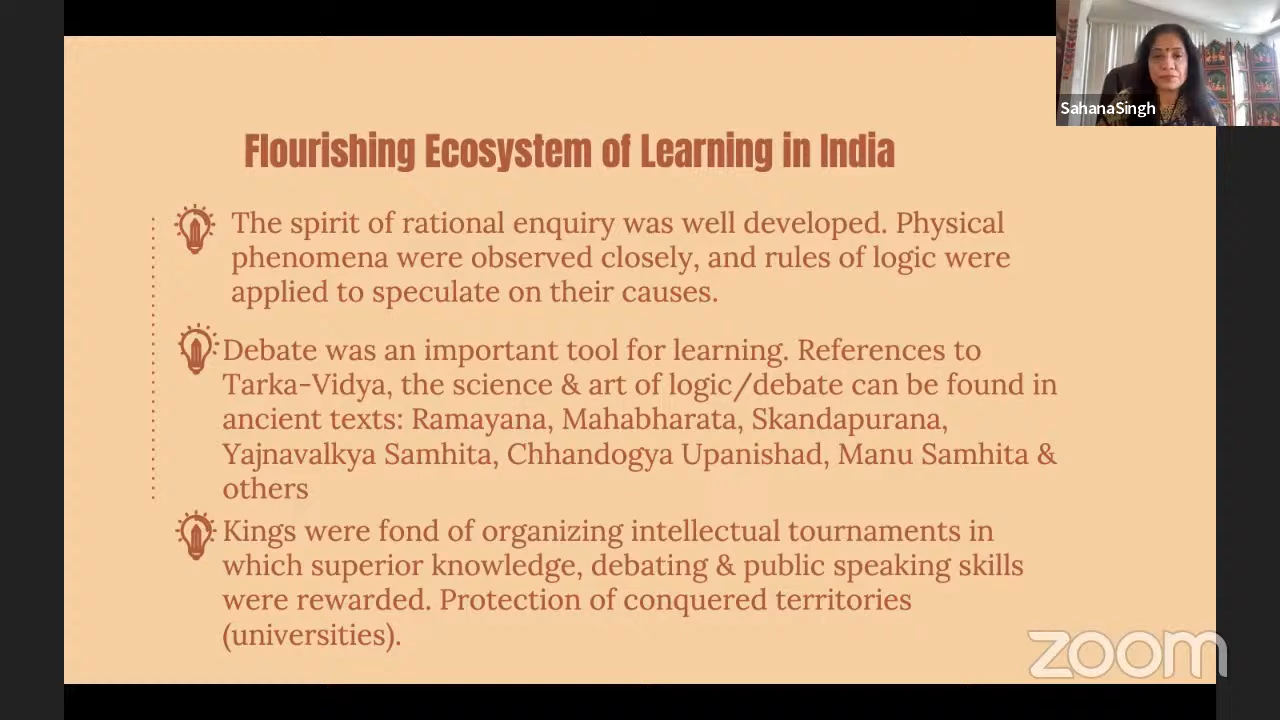 SahanaSingh
Flourishing Ecosystem of Learning in India
The spirit of rational enquiry was well developed. Physical
phenomena were observed closely, and rules of logic were
applied to speculate on their causes.
Debate was an important tool for learning. References to
Tarka-Vidya, the science & art of logic/debate can be found in
ancient texts: Ramayana, Mahabharata, Skandapurana,
Yajnavalkya Samhita, Chhandogya Upanishad, Manu Samhita &
others
Kings were fond of organizing intellectual tournaments in
which superior knowledge, debating & public speaking skills
were rewarded. Protection of conquered territories
(universities).
zoom